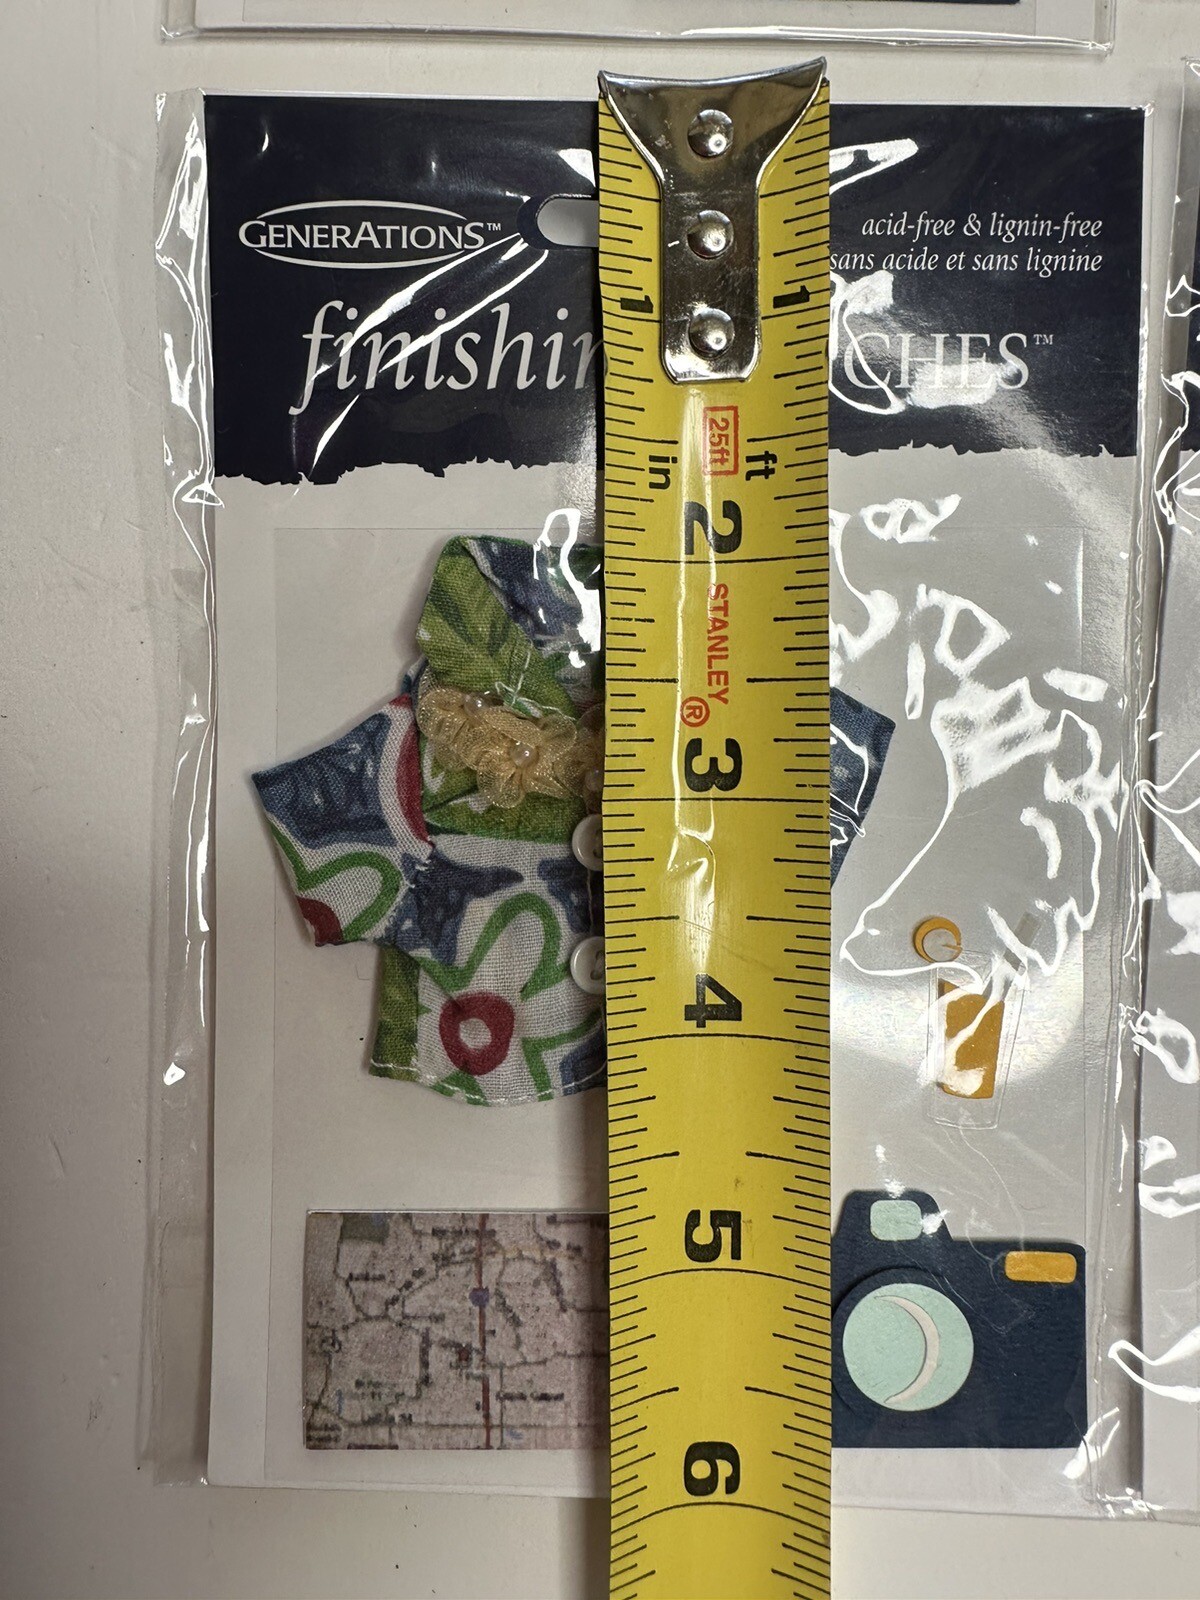 GENERATIONS™
acid-free & lignin-free
sans acide et sans lignine
finishin
CHES™
1 1
25ft
in ft
2
STANLEY®
3
4
5
6